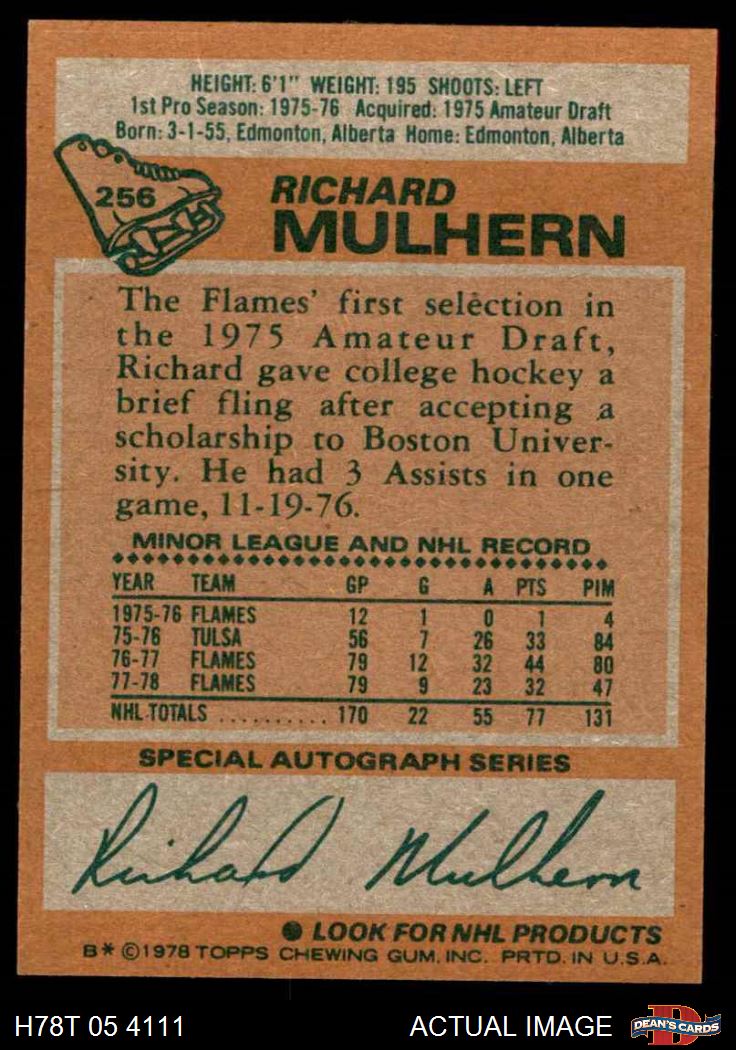 HEIGHT: 6'1" WEIGHT: 195 SHOOTS: LEFT
1st Pro Season: 1975-76 Acquired: 1975 Amateur Draft
Born: 3-1-55, Edmonton, Alberta Home: Edmonton, Alberta
256
RICHARD
MULHERN
The Flames' first selection in
the 1975 Amateur Draft,
Richard gave college hockey a
brief fling after accepting a
scholarship to Boston Univer-
sity. He had 3 Assists in one
game, 11-19-76.
MINOR LEAGUE AND NHL RECORD
YEAR TEAM GP G A PTS PIM
1975-76 FLAMES 12 1 0 1 4
75-76 TULSA 56 7 26 33 84
76-77 FLAMES 79 12 32 44 80
77-78 FLAMES 79 9 23 32 47
NHL TOTALS .......... 170 22 55 77 131
SPECIAL AUTOGRAPH SERIES
Richard Mulhern
LOOK FOR NHL PRODUCTS
B* ©1978 TOPPS CHEWING GUM, INC. PRTD. IN U.S.A.
H78T 05 4111 ACTUAL IMAGE DEAN'S CARDS